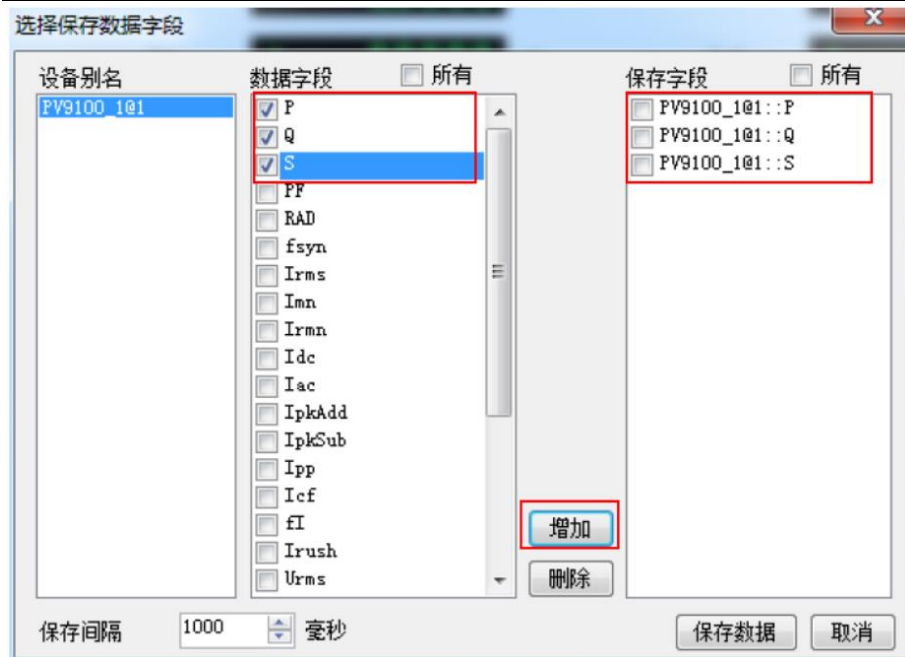 选择保存数据字段
设备别名
数据字段
所有
保存字段
所有
PV9100_1@1
P
Q
S
PF
RAD
fsyn
Irms
Imn
Irmn
Idc
Iac
IpkAdd
IpkSub
Ipp
Icf
fI
Irush
Urms
PV9100_1@1::P
PV9100_1@1::Q
PV9100_1@1::S
增加
删除
保存间隔
1000
毫秒
保存数据
取消